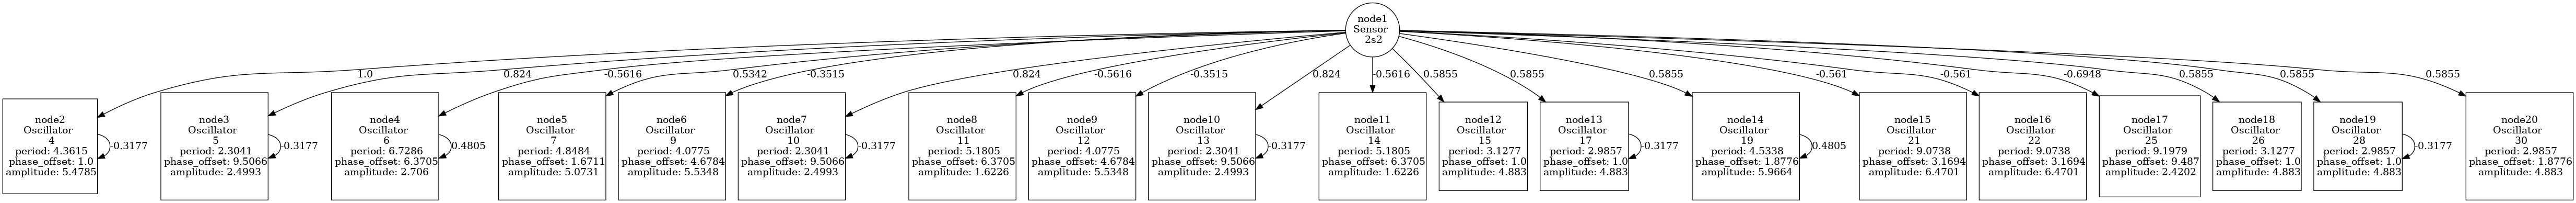 node1
Sensor
2s2
1.0
0.824
-0.5616
0.5342
-0.3515
0.824
-0.5616
-0.3515
0.824
-0.5616
0.5855
0.5855
0.5855
-0.561
-0.561
-0.6948
0.5855
0.5855
0.5855
node2
Oscillator
4
period: 4.3615
phase_offset: 1.0
amplitude: 5.4785
-0.3177
node3
Oscillator
5
period: 2.3041
phase_offset: 9.5066
amplitude: 2.4993
-0.3177
node4
Oscillator
6
period: 6.7286
phase_offset: 6.3705
amplitude: 2.706
0.4805
node5
Oscillator
7
period: 4.8484
phase_offset: 1.6711
amplitude: 5.0731
node6
Oscillator
9
period: 4.0775
phase_offset: 4.6784
amplitude: 5.5348
node7
Oscillator
10
period: 2.3041
phase_offset: 9.5066
amplitude: 2.4993
-0.3177
node8
Oscillator
11
period: 5.1805
phase_offset: 6.3705
amplitude: 1.6226
node9
Oscillator
12
period: 4.0775
phase_offset: 4.6784
amplitude: 5.5348
node10
Oscillator
13
period: 2.3041
phase_offset: 9.5066
amplitude: 2.4993
-0.3177
node11
Oscillator
14
period: 5.1805
phase_offset: 6.3705
amplitude: 1.6226
node12
Oscillator
15
period: 3.1277
phase_offset: 1.0
amplitude: 4.883
node13
Oscillator
17
period: 2.9857
phase_offset: 1.0
amplitude: 4.883
-0.3177
node14
Oscillator
19
period: 4.5338
phase_offset: 1.8776
amplitude: 5.9664
0.4805
node15
Oscillator
21
period: 9.0738
phase_offset: 3.1694
amplitude: 6.4701
node16
Oscillator
22
period: 9.0738
phase_offset: 3.1694
amplitude: 6.4701
node17
Oscillator
25
period: 9.1979
phase_offset: 9.487
amplitude: 2.4202
node18
Oscillator
26
period: 3.1277
phase_offset: 1.0
amplitude: 4.883
node19
Oscillator
28
period: 2.9857
phase_offset: 1.0
amplitude: 4.883
-0.3177
node20
Oscillator
30
period: 2.9857
phase_offset: 1.8776
amplitude: 4.883